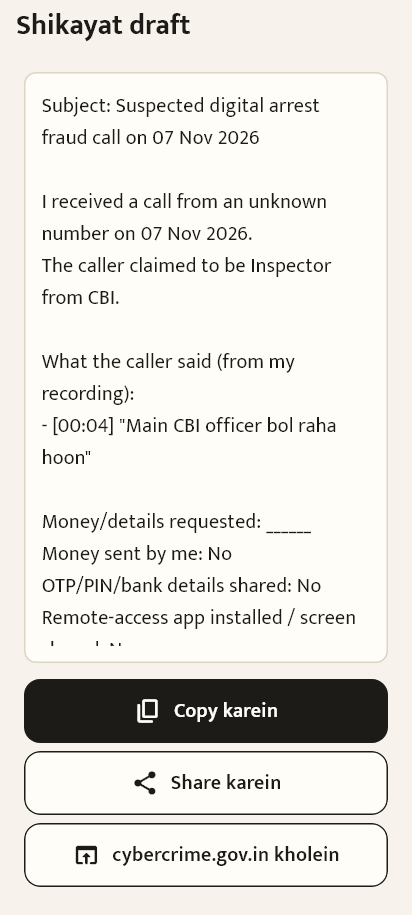 Shikayat draft
Subject: Suspected digital arrest
fraud call on 07 Nov 2026
I received a call from an unknown
number on 07 Nov 2026.
The caller claimed to be Inspector
from CBI.
What the caller said (from my
recording):
- [00:04] "Main CBI officer bol raha
hoon"
Money/details requested: ______
Money sent by me: No
OTP/PIN/bank details shared: No
Remote-access app installed / screen
Copy karein
Share karein
cybercrime.gov.in kholein